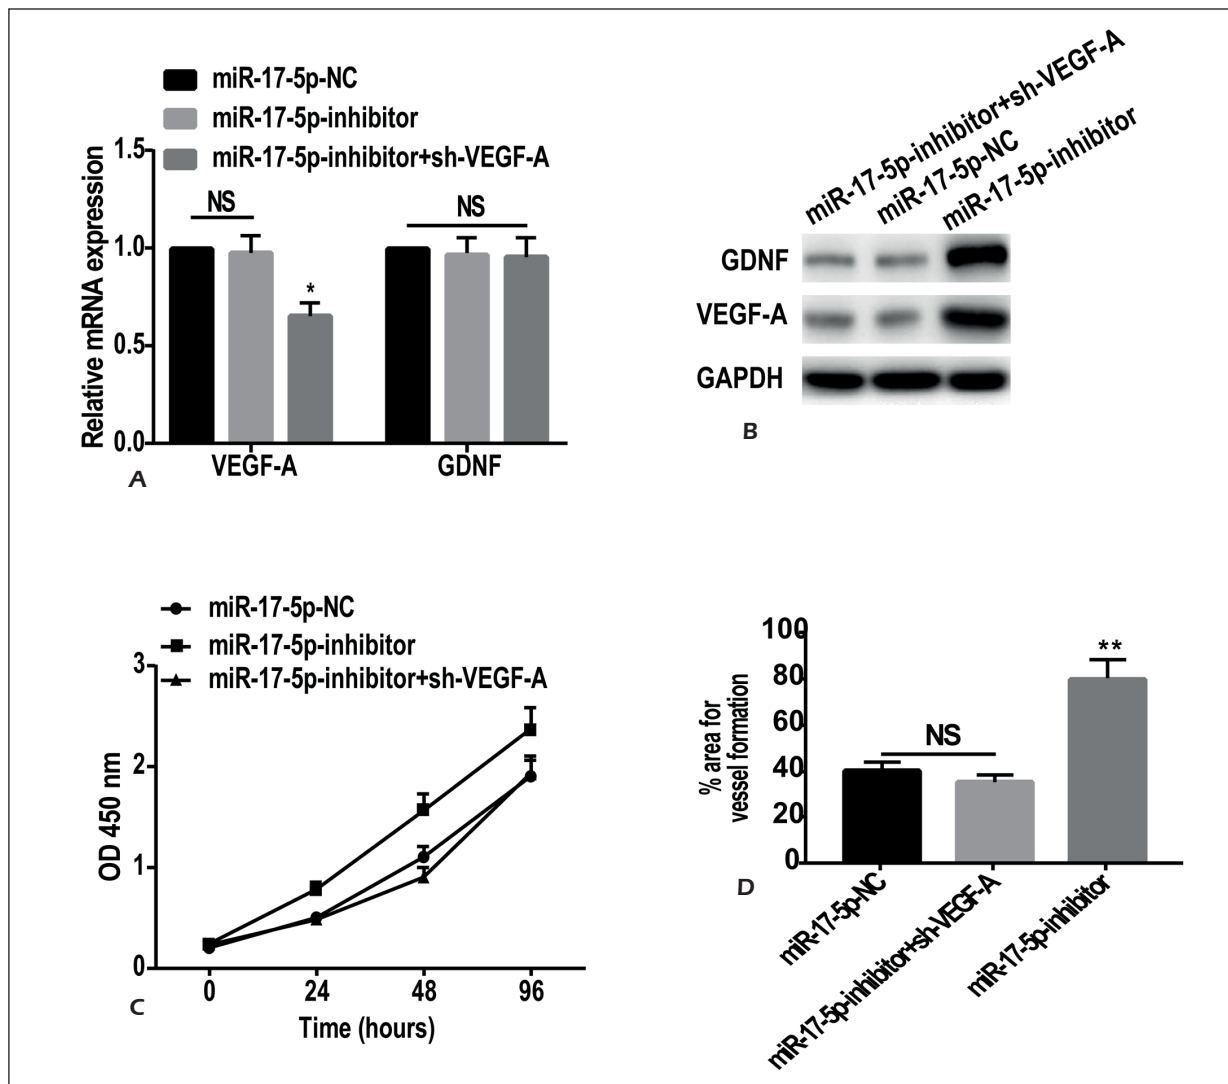 miR-17-5p-NC
miR-17-5p-inhibitor
miR-17-5p-inhibitor+sh-VEGF-A
Relative mRNA expression
1.5
1.0
0.5
0.0
NS
*
NS
VEGF-A
GDNF
A
miR-17-5p-inhibitor+sh-VEGF-A
miR-17-5p-NC
miR-17-5p-inhibitor
GDNF
VEGF-A
GAPDH
B
miR-17-5p-NC
miR-17-5p-inhibitor
miR-17-5p-inhibitor+sh-VEGF-A
OD 450 nm
3
2
1
0
0
24
48
96
Time (hours)
C
% area for
vessel formation
100
80
60
40
20
0
NS
**
miR-17-5p-NC
miR-17-5p-inhibitor+sh-VEGF-A
miR-17-5p-inhibitor
D